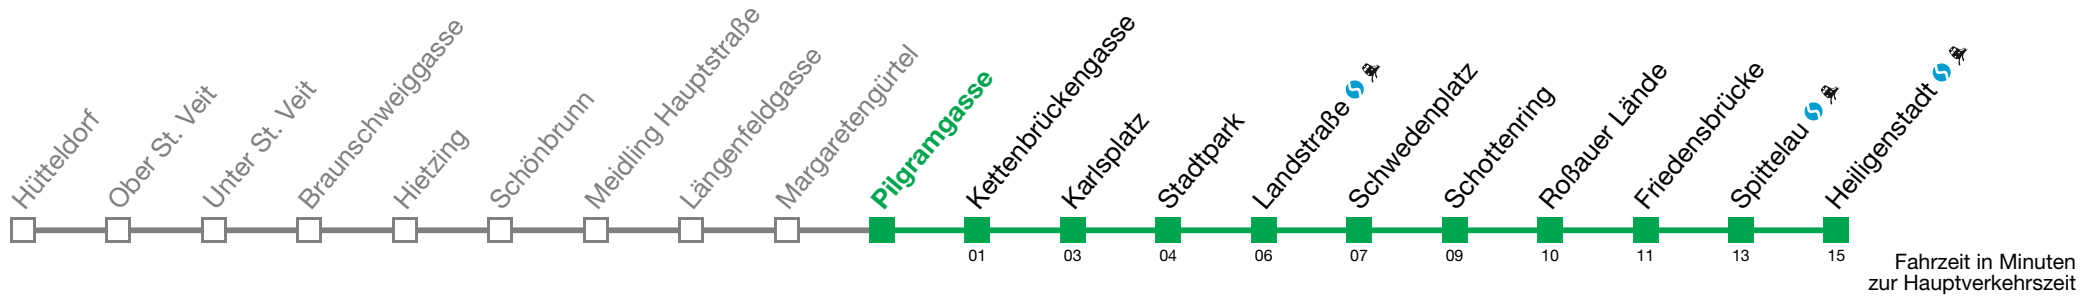 Hütteldorf
Ober St. Veit
Unter St. Veit
Braunschweiggasse
Hietzing
Schönbrunn
Meidling Hauptstraße
Längenfeldgasse
Margaretengürtel
Pilgramgasse
Kettenbrückengasse
Karlsplatz
Stadtpark
Landstraße
Schwedenplatz
Schottenring
Roßauer Lände
Friedensbrücke
Spittelau
Heiligenstadt
01 03 04 06 07 09 10 11 13 15
Fahrzeit in Minuten
zur Hauptverkehrszeit